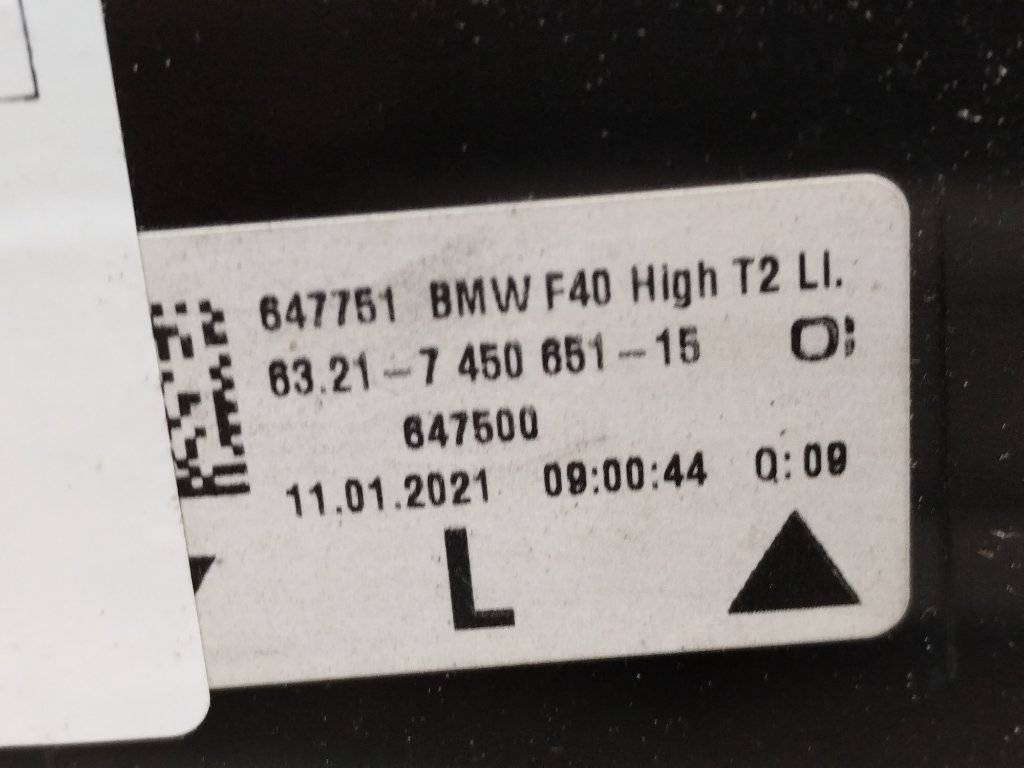 647751 BMW F40 High T2 LI.
63.21-7 450 651-15
647500
11.01.2021 09:00:44 Q:09
L